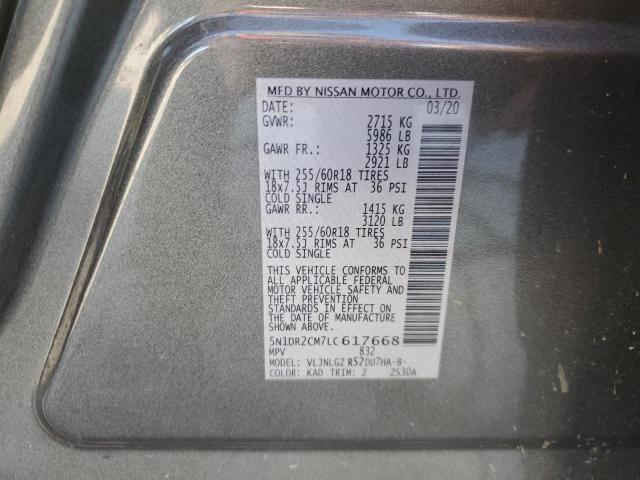 MFD BY NISSAN MOTOR CO., LTD.
DATE: 03/20
GVWR: 2715 KG
5986 LB
GAWR FR.: 1325 KG
2921 LB
WITH 255/60R18 TIRES
18x7.5J RIMS AT 36 PSI
COLD SINGLE
GAWR RR.: 1415 KG
3120 LB
WITH 255/60R18 TIRES
18x7.5J RIMS AT 36 PSI
COLD SINGLE
THIS VEHICLE CONFORMS TO
ALL APPLICABLE FEDERAL
MOTOR VEHICLE SAFETY AND
THEFT PREVENTION
STANDARDS IN EFFECT ON
THE DATE OF MANUFACTURE
SHOWN ABOVE.
5N1DR2CM7LC617668
MPV 832
MODEL: VLJNLGZ R52DU7HA-B-
COLOR: KAD TRIM: Z ZS30A